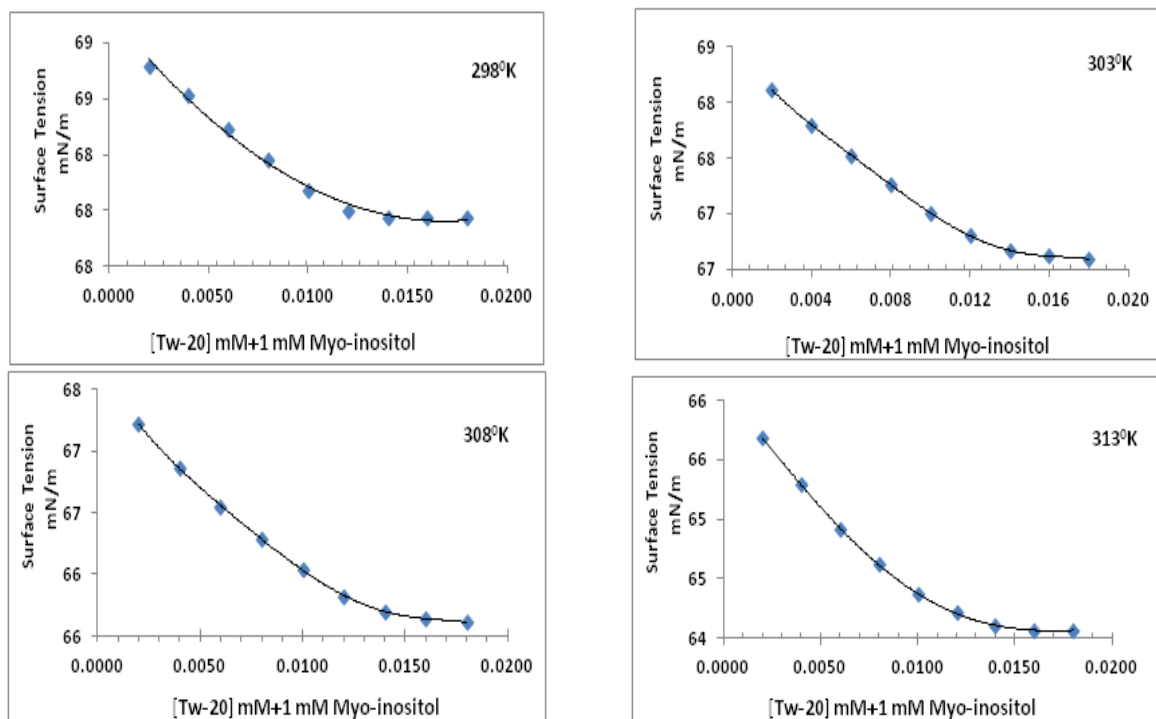 69
69
68
68
68
Surface Tension
mN/m
298⁰K
0.0000 0.0050 0.0100 0.0150 0.0200
[Tw-20] mM+1 mM Myo-inositol
69
68
68
67
67
Surface Tension
mN/m
303⁰K
0.000 0.004 0.008 0.012 0.016 0.020
[Tw-20] mM+1 mM Myo-inositol
68
67
67
66
66
Surface Tension
mN/m
308⁰K
0.0000 0.0050 0.0100 0.0150 0.0200
[Tw-20] mM+1 mM Myo-inositol
66
66
65
65
64
Surface Tension
mN/m
313⁰K
0.0000 0.0050 0.0100 0.0150 0.0200
[Tw-20] mM+1 mM Myo-inositol